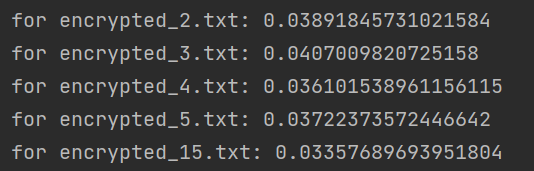 for encrypted_2.txt: 0.03891845731021584
for encrypted_3.txt: 0.0407009820725158
for encrypted_4.txt: 0.036101538961156115
for encrypted_5.txt: 0.03722373572446642
for encrypted_15.txt: 0.03357689693951804